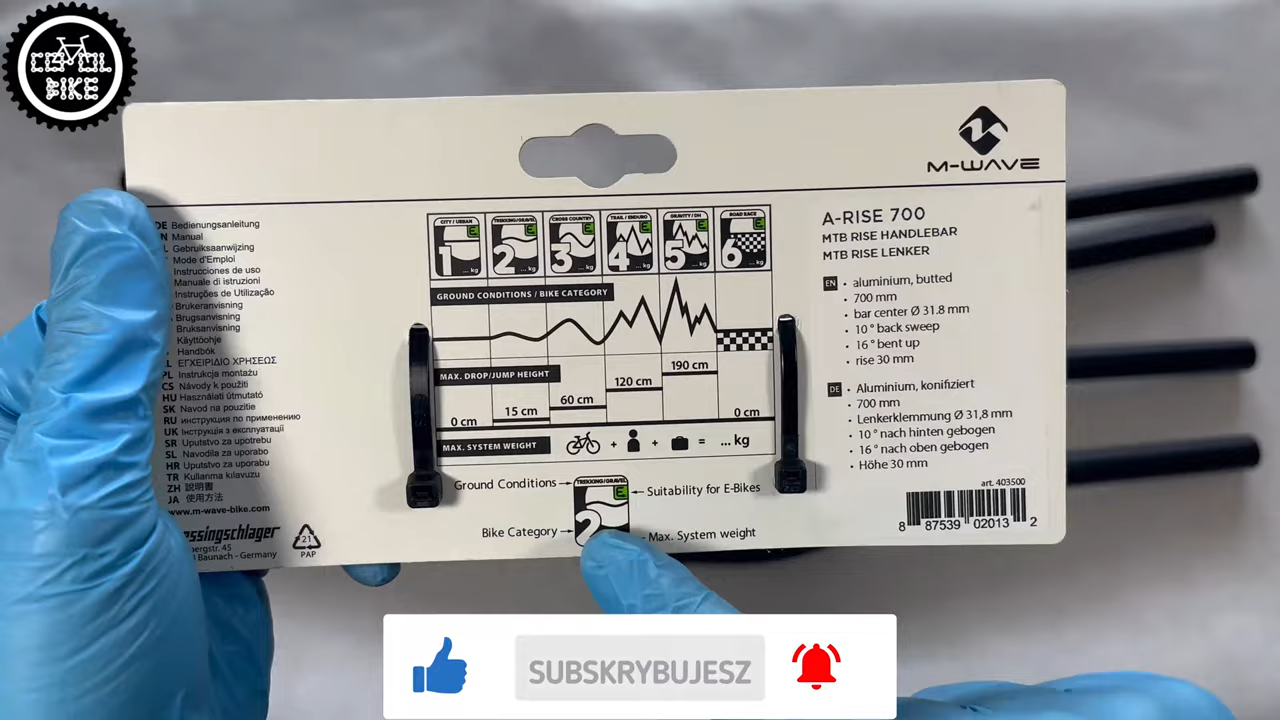 CEPOL
BIKE
M-WAVE
DE Bedienungsanleitung
Manual
Gebruiksaanwijzing
Mode d'Emploi
Instrucciones de uso
Manuale di istruzioni
Instruções de Utilização
Brukeranvisning
Brugsanvisning
Bruksanvisning
Käyttöohje
Handbók
ΕΓΧΕΙΡΙΔΙΟ ΧΡΗΣΕΩΣ
PL Instrukcja montażu
CS Návody k použití
HU Használati útmutató
SK Navod na pouzitie
RU инструкция по применению
UK Інструкція з експлуатації
SR Uputstvo za upotrebu
SL Navodila za uporabo
HR Uputstvo za uporabu
TR Kullanıma kılavuzu
ZH 説明書
JA 使用方法
www.m-wave-bike.com
essingschlager
bergstr. 45
Baunach - Germany
21
PAP
CITY / URBAN
E
1
... kg
TREKKING/GRAVEL
E
2
... kg
CROSS COUNTRY
E
3
... kg
TRAIL / ENDURO
E
4
... kg
GRAVITY / DH
E
5
... kg
ROAD RACE
E
6
... kg
GROUND CONDITIONS / BIKE CATEGORY
MAX. DROP/JUMP HEIGHT
0 cm
15 cm
60 cm
120 cm
190 cm
0 cm
MAX. SYSTEM WEIGHT
+ + = ... kg
Ground Conditions
TREKKING/GRAVEL
E
2
Suitability for E-Bikes
Bike Category
Max. System weight
A-RISE 700
MTB RISE HANDLEBAR
MTB RISE LENKER
EN • aluminium, butted
• 700 mm
• bar center Ø 31.8 mm
• 10 ° back sweep
• 16 ° bent up
• rise 30 mm
DE • Aluminium, konifiziert
• 700 mm
• Lenkerklemmung Ø 31,8 mm
• 10 ° nach hinten gebogen
• 16 ° nach oben gebogen
• Höhe 30 mm
art. 403500
8 87539 02013 2
SUBSKRYBUJESZ